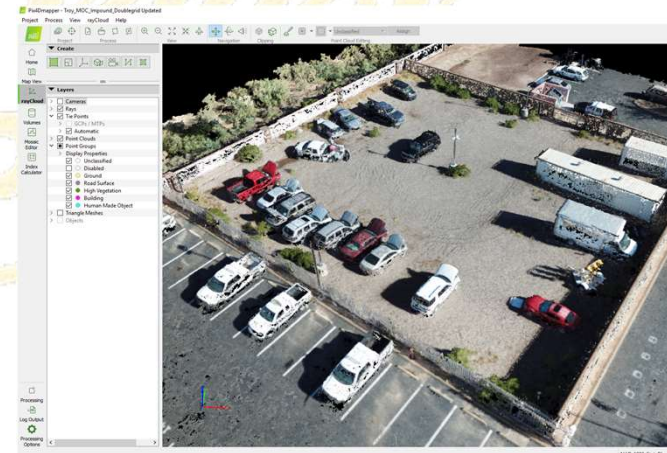 Pix4Dmapper - Troy_MOC_Impound_Doublegrid Updated
Project Process View rayCloud Help
Project
Process
View
Navigation
Clipping
Unclassified
Assign
Point Cloud Editing
Home
Map View
rayCloud
Volumes
Mosaic
Editor
Index
Calculator
Create
Layers
Cameras
Rays
Tie Points
GCPs / MTPs
Automatic
Point Clouds
Point Groups
Display Properties
Unclassified
Disabled
Ground
Road Surface
High Vegetation
Building
Human Made Object
Triangle Meshes
Objects
Processing
Log Output
Processing
Options